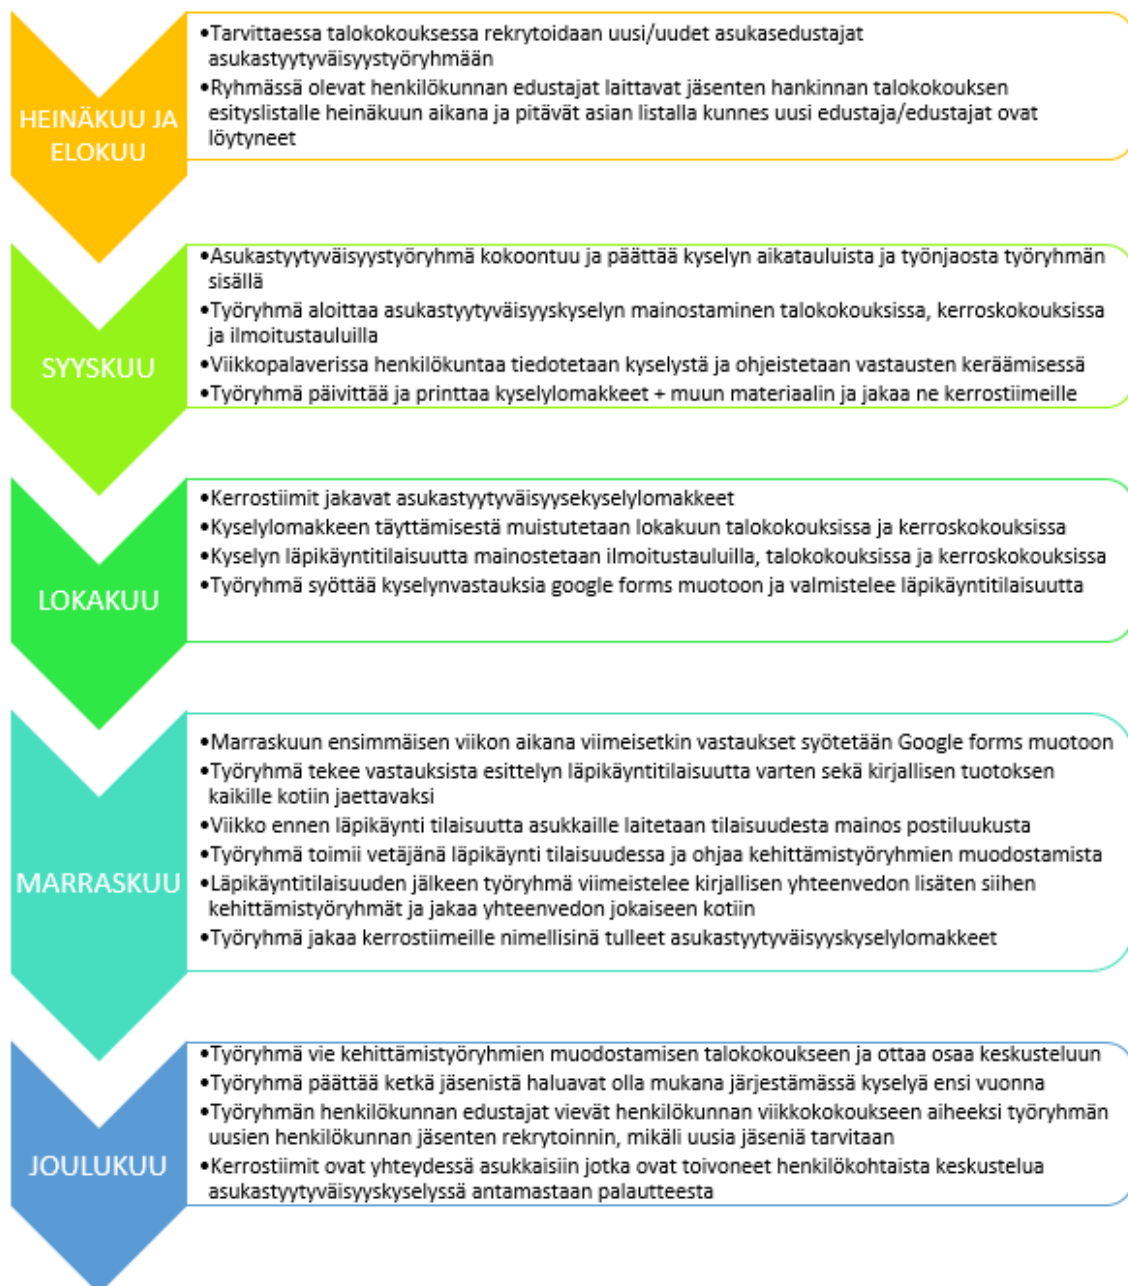 HEINÄKUU JA
ELOKUU
•Tarvittaessa talokokouksessa rekrytoidaan uusi/uudet asukasedustajat
asukastyytyväisyystyöryhmään
•Ryhmässä olevat henkilökunnan edustajat laittavat jäsenten hankinnan talokokouksen
esityslistalle heinäkuun aikana ja pitävät asian listalla kunnes uusi edustaja/edustajat ovat
löytyneet
SYYSKUU
•Asukastyytyväisyystyöryhmä kokoontuu ja päättää kyselyn aikatauluista ja työnjaosta työryhmän
sisällä
•Työryhmä aloittaa asukastyytyväisyyskyselyn mainostaminen talokokouksissa, kerroskokouksissa
ja ilmoitustauluilla
•Viikkopalaverissa henkilökuntaa tiedotetaan kyselystä ja ohjeistetaan vastausten keräämisessä
•Työryhmä päivittää ja printtaa kyselylomakkeet + muun materiaalin ja jakaa ne kerrostiimeille
LOKAKUU
•Kerrostiimit jakavat asukastyytyväisyysekyselylomakkeet
•Kyselylomakkeen täyttämisestä muistutetaan lokakuun talokokouksissa ja kerroskokouksissa
•Kyselyn läpikäyntitilaisuutta mainostetaan ilmoitustauluilla, talokokouksissa ja kerroskokouksissa
•Työryhmä syöttää kyselynvastauksia google forms muotoon ja valmistelee läpikäyntitilaisuutta
MARRASKUU
•Marraskuun ensimmäisen viikon aikana viimeisetkin vastaukset syötetään Google forms muotoon
•Työryhmä tekee vastauksista esittelyn läpikäyntitilaisuutta varten sekä kirjallisen tuotoksen
kaikille kotiin jaettavaksi
•Viikko ennen läpikäynti tilaisuutta asukkaille laitetaan tilaisuudesta mainos postiluukusta
•Työryhmä toimii vetäjänä läpikäynti tilaisuudessa ja ohjaa kehittämistyöryhmien muodostamista
•Läpikäyntitilaisuuden jälkeen työryhmä viimeistelee kirjallisen yhteenvedon lisäten siihen
kehittämistyöryhmät ja jakaa yhteenvedon jokaiseen kotiin
•Työryhmä jakaa kerrostiimeille nimellisinä tulleet asukastyytyväisyyskyselylomakkeet
JOULUKUU
•Työryhmä vie kehittämistyöryhmien muodostamisen talokokoukseen ja ottaa osaa keskusteluun
•Työryhmä päättää ketkä jäsenistä haluavat olla mukana järjestämässä kyselyä ensi vuonna
•Työryhmän henkilökunnan edustajat vievät henkilökunnan viikkokokoukseen aiheeksi työryhmän
uusien henkilökunnan jäsenten rekrytoinnin, mikäli uusia jäseniä tarvitaan
•Kerrostiimit ovat yhteydessä asukkaisiin jotka ovat toivoneet henkilökohtaista keskustelua
asukastyytyväisyyskyselyssä antamastaan palautteesta